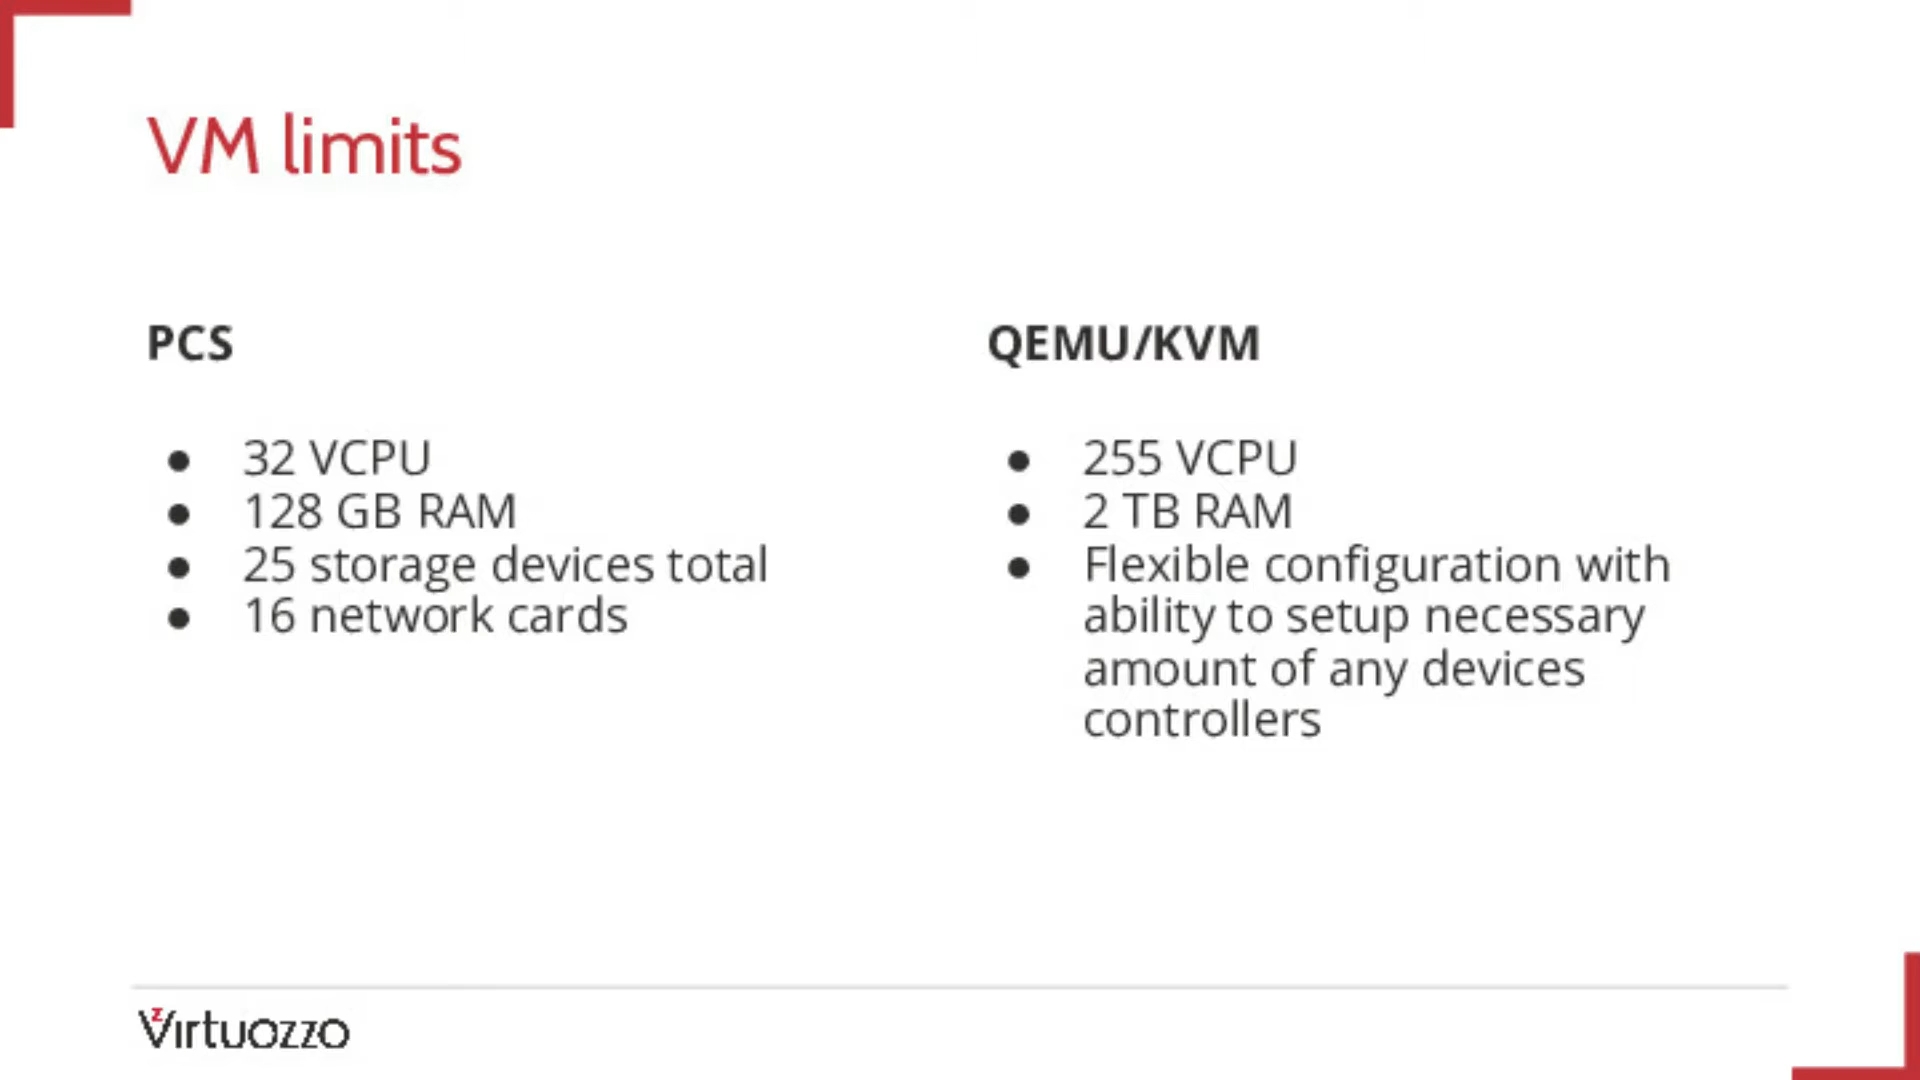 VM limits
PCS
● 32 VCPU
● 128 GB RAM
● 25 storage devices total
● 16 network cards
QEMU/KVM
● 255 VCPU
● 2 TB RAM
● Flexible configuration with
ability to setup necessary
amount of any devices
controllers
Virtuozzo